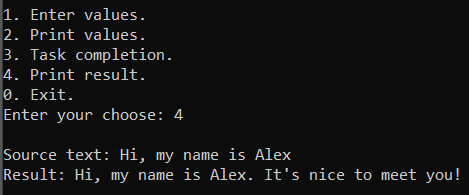 1. Enter values.
2. Print values.
3. Task completion.
4. Print result.
0. Exit.
Enter your choose: 4
Source text: Hi, my name is Alex
Result: Hi, my name is Alex. It's nice to meet you!